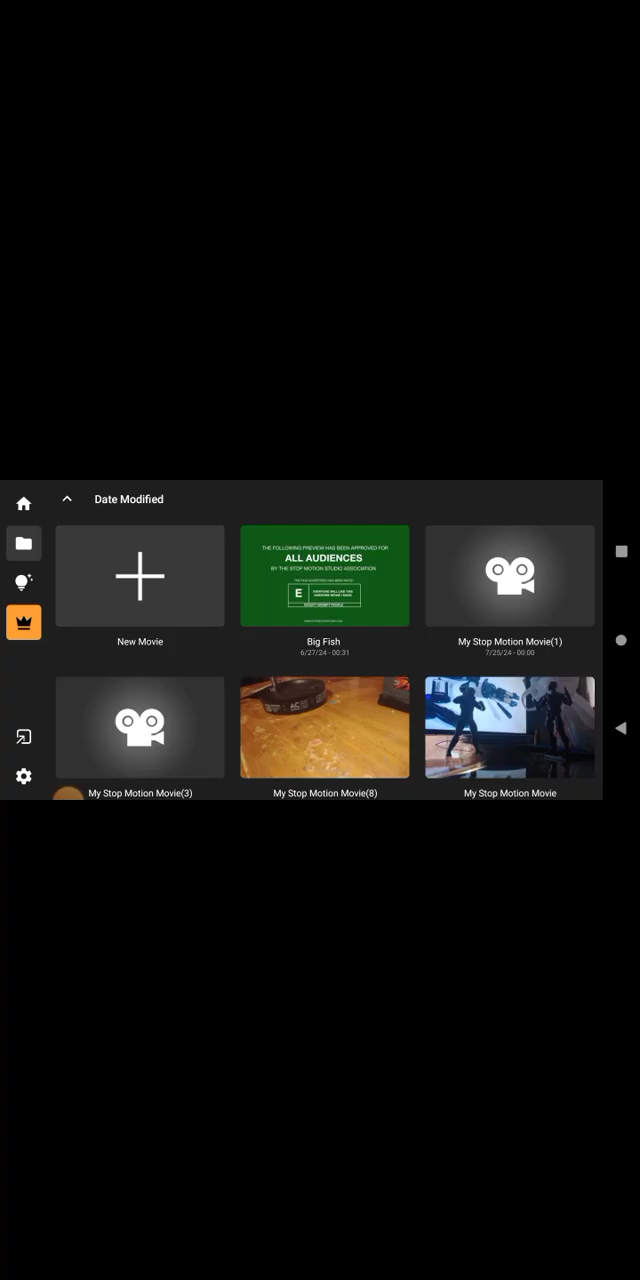 Date Modified
THE FOLLOWING PREVIEW HAS BEEN APPROVED FOR
ALL AUDIENCES
BY THE STOP MOTION STUDIO ASSOCIATION
E
New Movie
Big Fish
6/27/24 - 00:31
My Stop Motion Movie(1)
7/25/24 - 00:00
My Stop Motion Movie(3)
My Stop Motion Movie(8)
My Stop Motion Movie